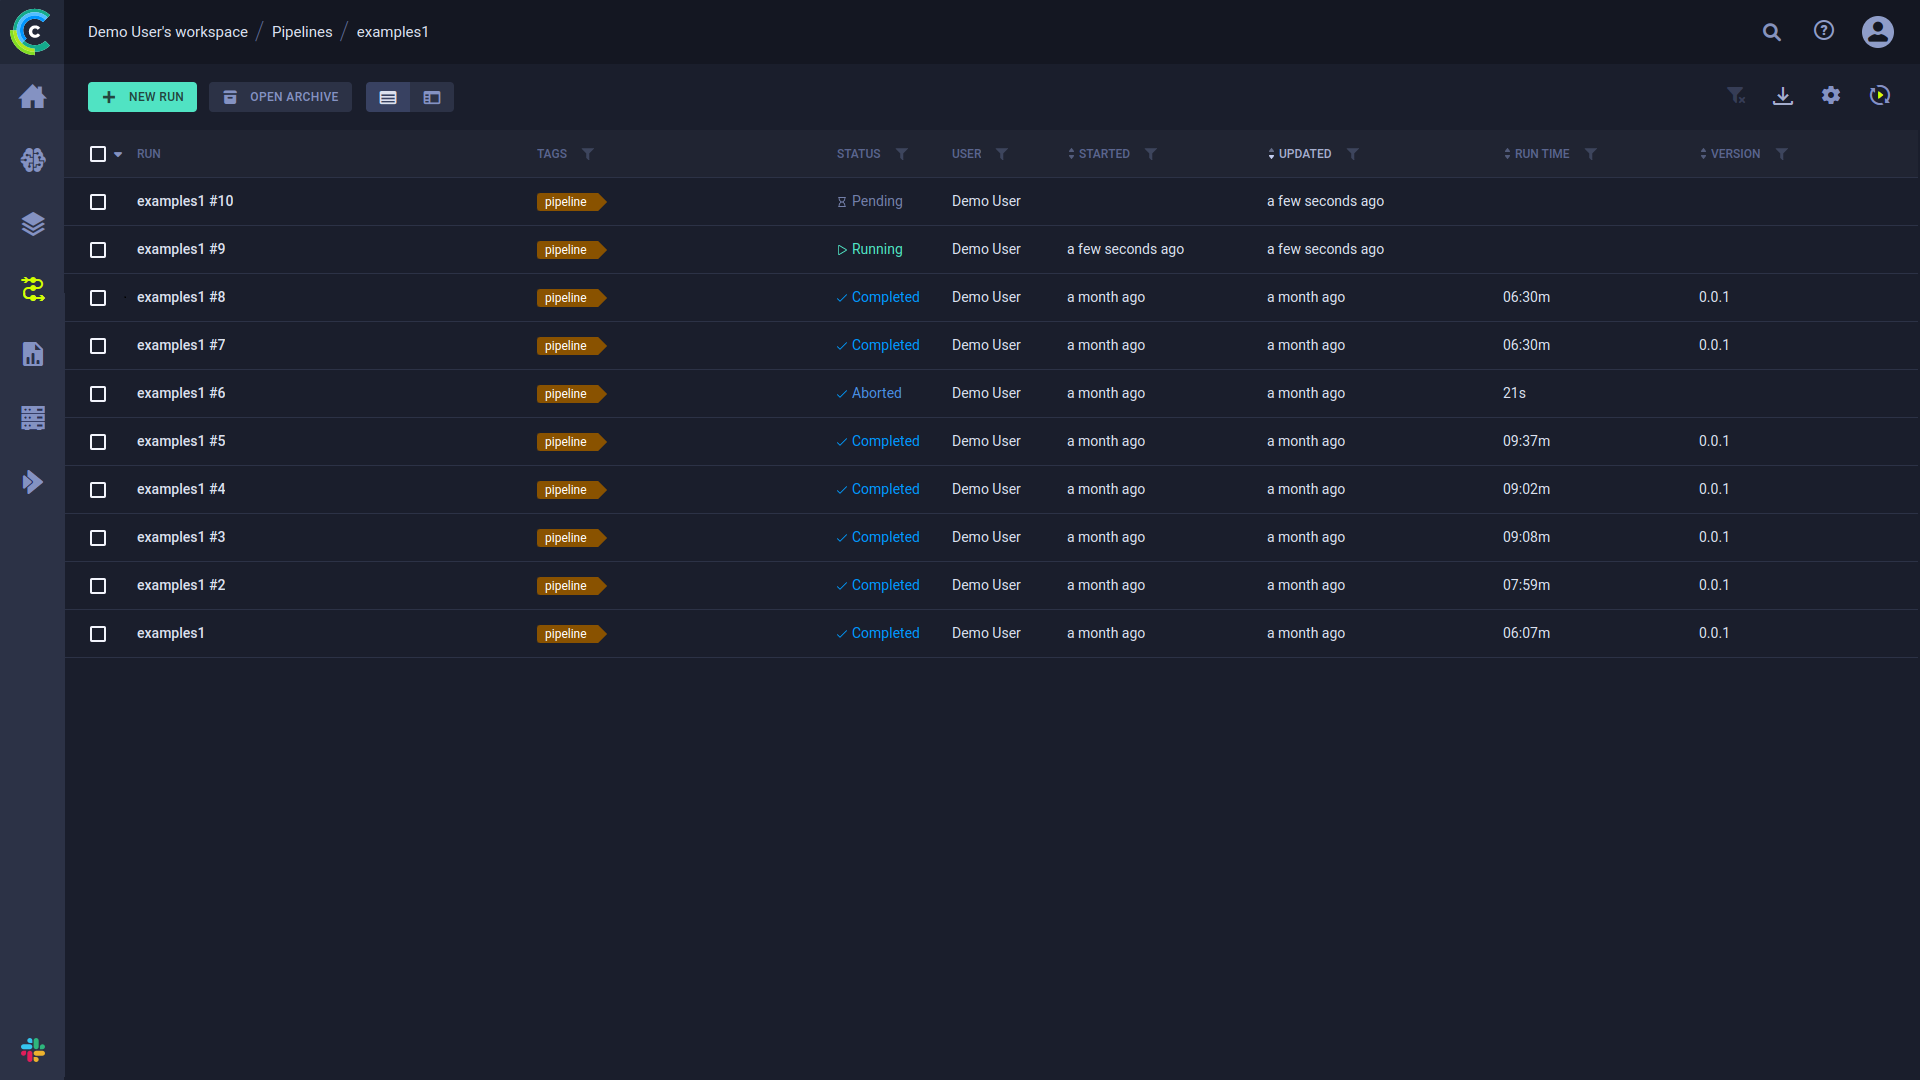 Demo User's workspace / Pipelines / examples1
NEW RUN OPEN ARCHIVE
RUN TAGS STATUS USER STARTED UPDATED RUN TIME VERSION
examples1 #10 pipeline Pending Demo User a few seconds ago
examples1 #9 pipeline Running Demo User a few seconds ago a few seconds ago
examples1 #8 pipeline Completed Demo User a month ago a month ago 06:30m 0.0.1
examples1 #7 pipeline Completed Demo User a month ago a month ago 06:30m 0.0.1
examples1 #6 pipeline Aborted Demo User a month ago a month ago 21s
examples1 #5 pipeline Completed Demo User a month ago a month ago 09:37m 0.0.1
examples1 #4 pipeline Completed Demo User a month ago a month ago 09:02m 0.0.1
examples1 #3 pipeline Completed Demo User a month ago a month ago 09:08m 0.0.1
examples1 #2 pipeline Completed Demo User a month ago a month ago 07:59m 0.0.1
examples1 pipeline Completed Demo User a month ago a month ago 06:07m 0.0.1